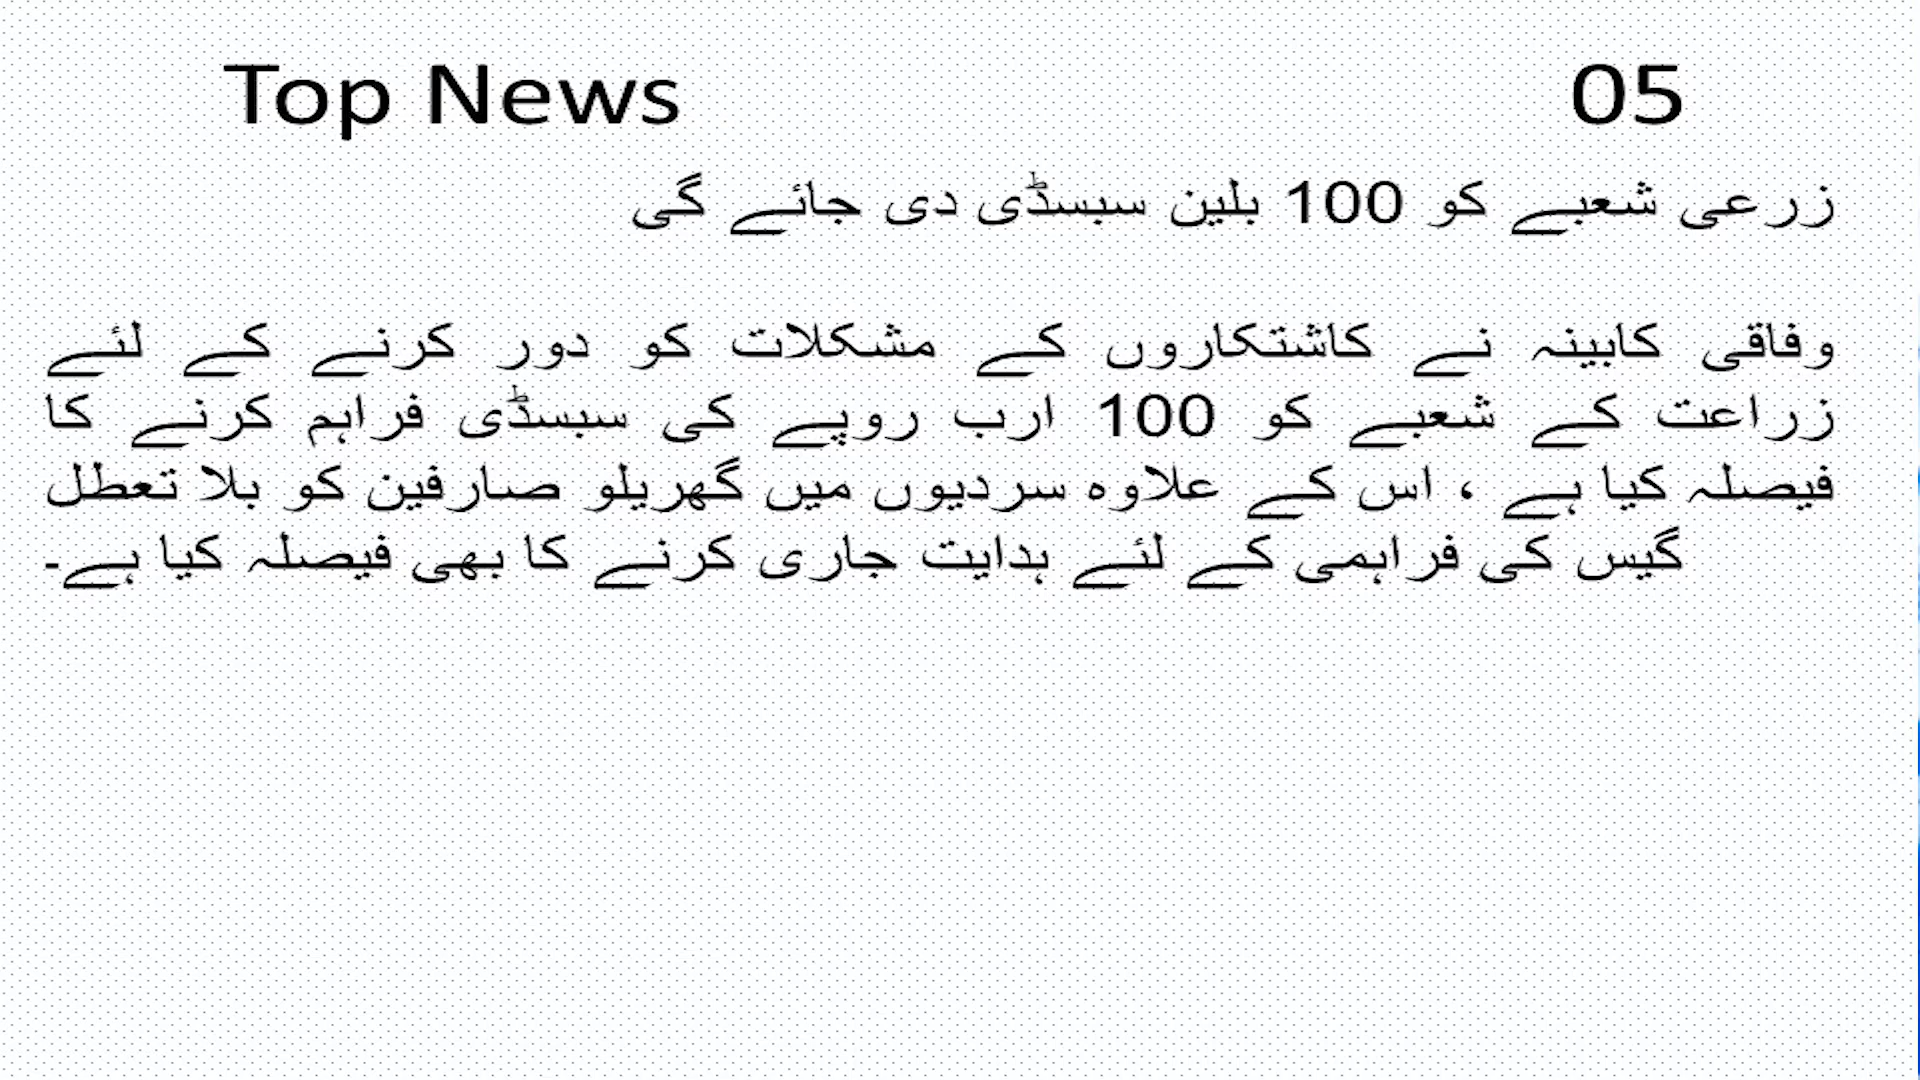 Top News 05
زرعی شعبے کو 100 بلین سبسڈی دی جائے گی
وفاقی کابینہ نے کاشتکاروں کے مشکلات کو دور کرنے کے لئے
زراعت کے شعبے کو 100 ارب روپے کی سبسڈی فراہم کرنے کا
فیصلہ کیا ہے ، اس کے علاوہ سردیوں میں گھریلو صارفین کو بلا تعطل
گیس کی فراہمی کے لئے ہدایت جاری کرنے کا بھی فیصلہ کیا ہے۔